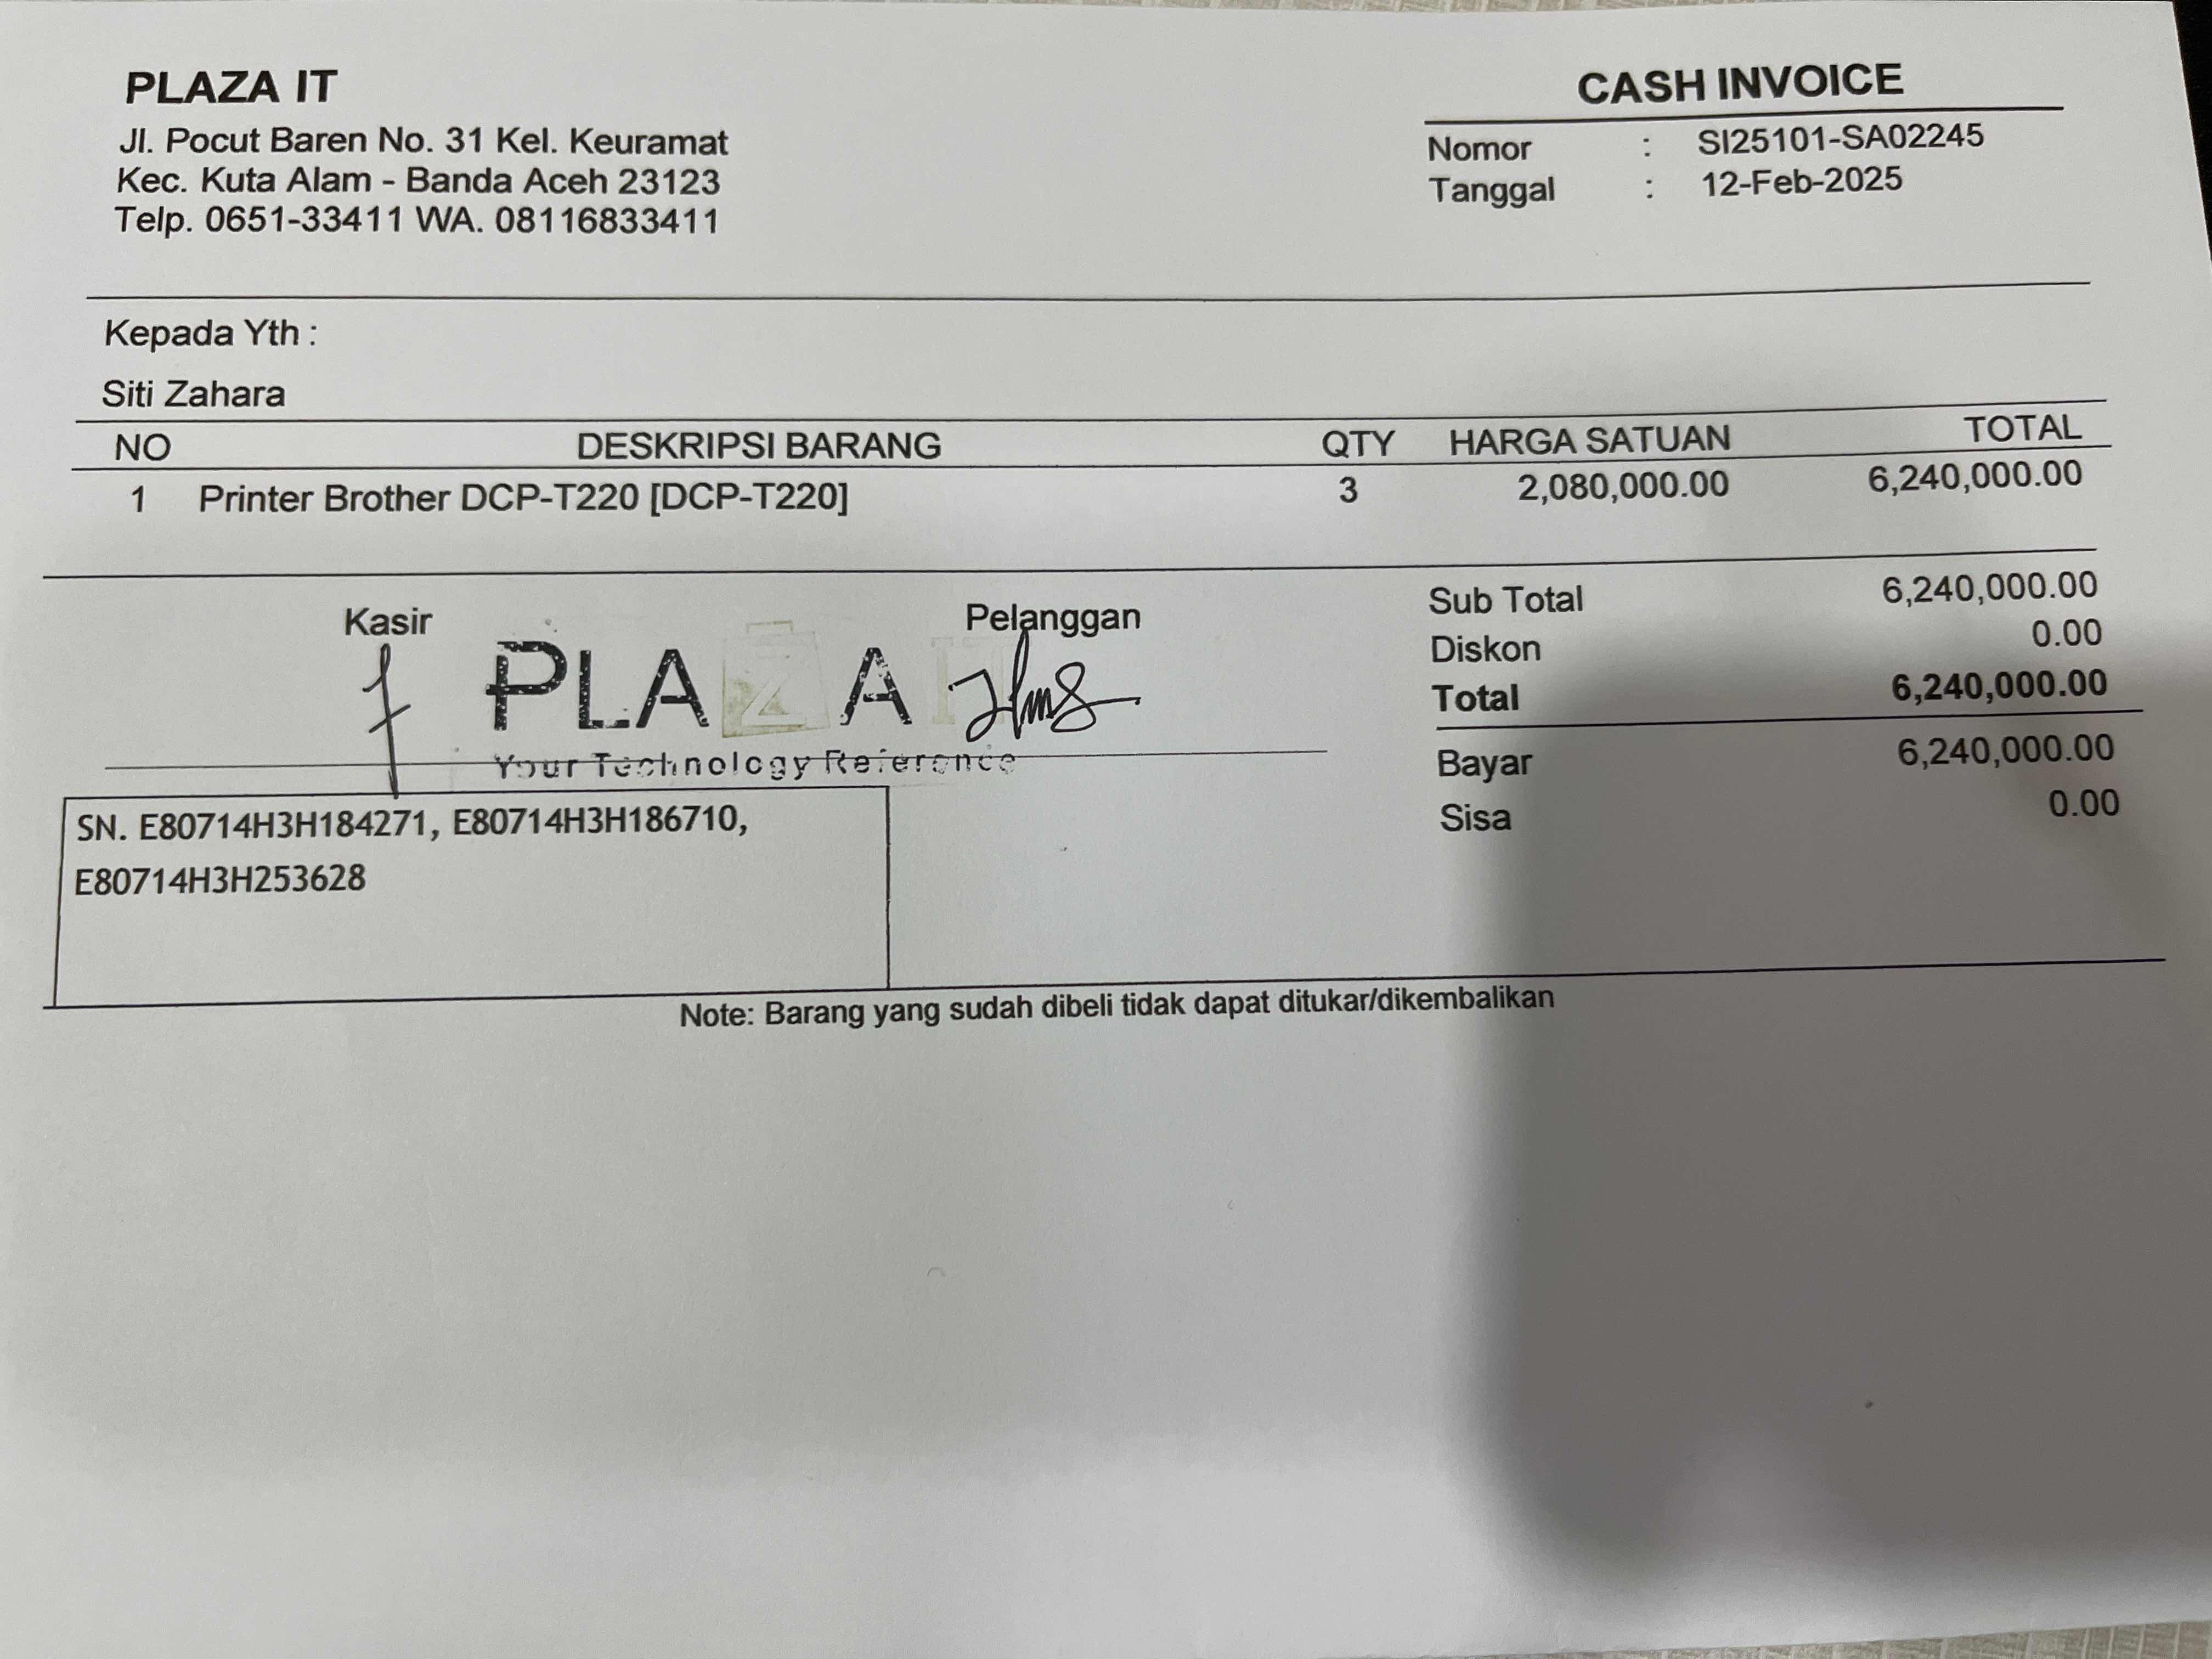 PLAZA IT
Jl. Pocut Baren No. 31 Kel. Keuramat
Kec. Kuta Alam - Banda Aceh 23123
Telp. 0651-33411 WA. 08116833411
CASH INVOICE
Nomor : SI25101-SA02245
Tanggal : 12-Feb-2025
Kepada Yth :
Siti Zahara
NO DESKRIPSI BARANG QTY HARGA SATUAN TOTAL
1 Printer Brother DCP-T220 [DCP-T220] 3 2,080,000.00 6,240,000.00
Kasir Pelanggan
PLAZA IT
Your Technology Reference
Sub Total 6,240,000.00
Diskon 0.00
Total 6,240,000.00
Bayar 6,240,000.00
Sisa 0.00
SN. E80714H3H184271, E80714H3H186710,
E80714H3H253628
Note: Barang yang sudah dibeli tidak dapat ditukar/dikembalikan